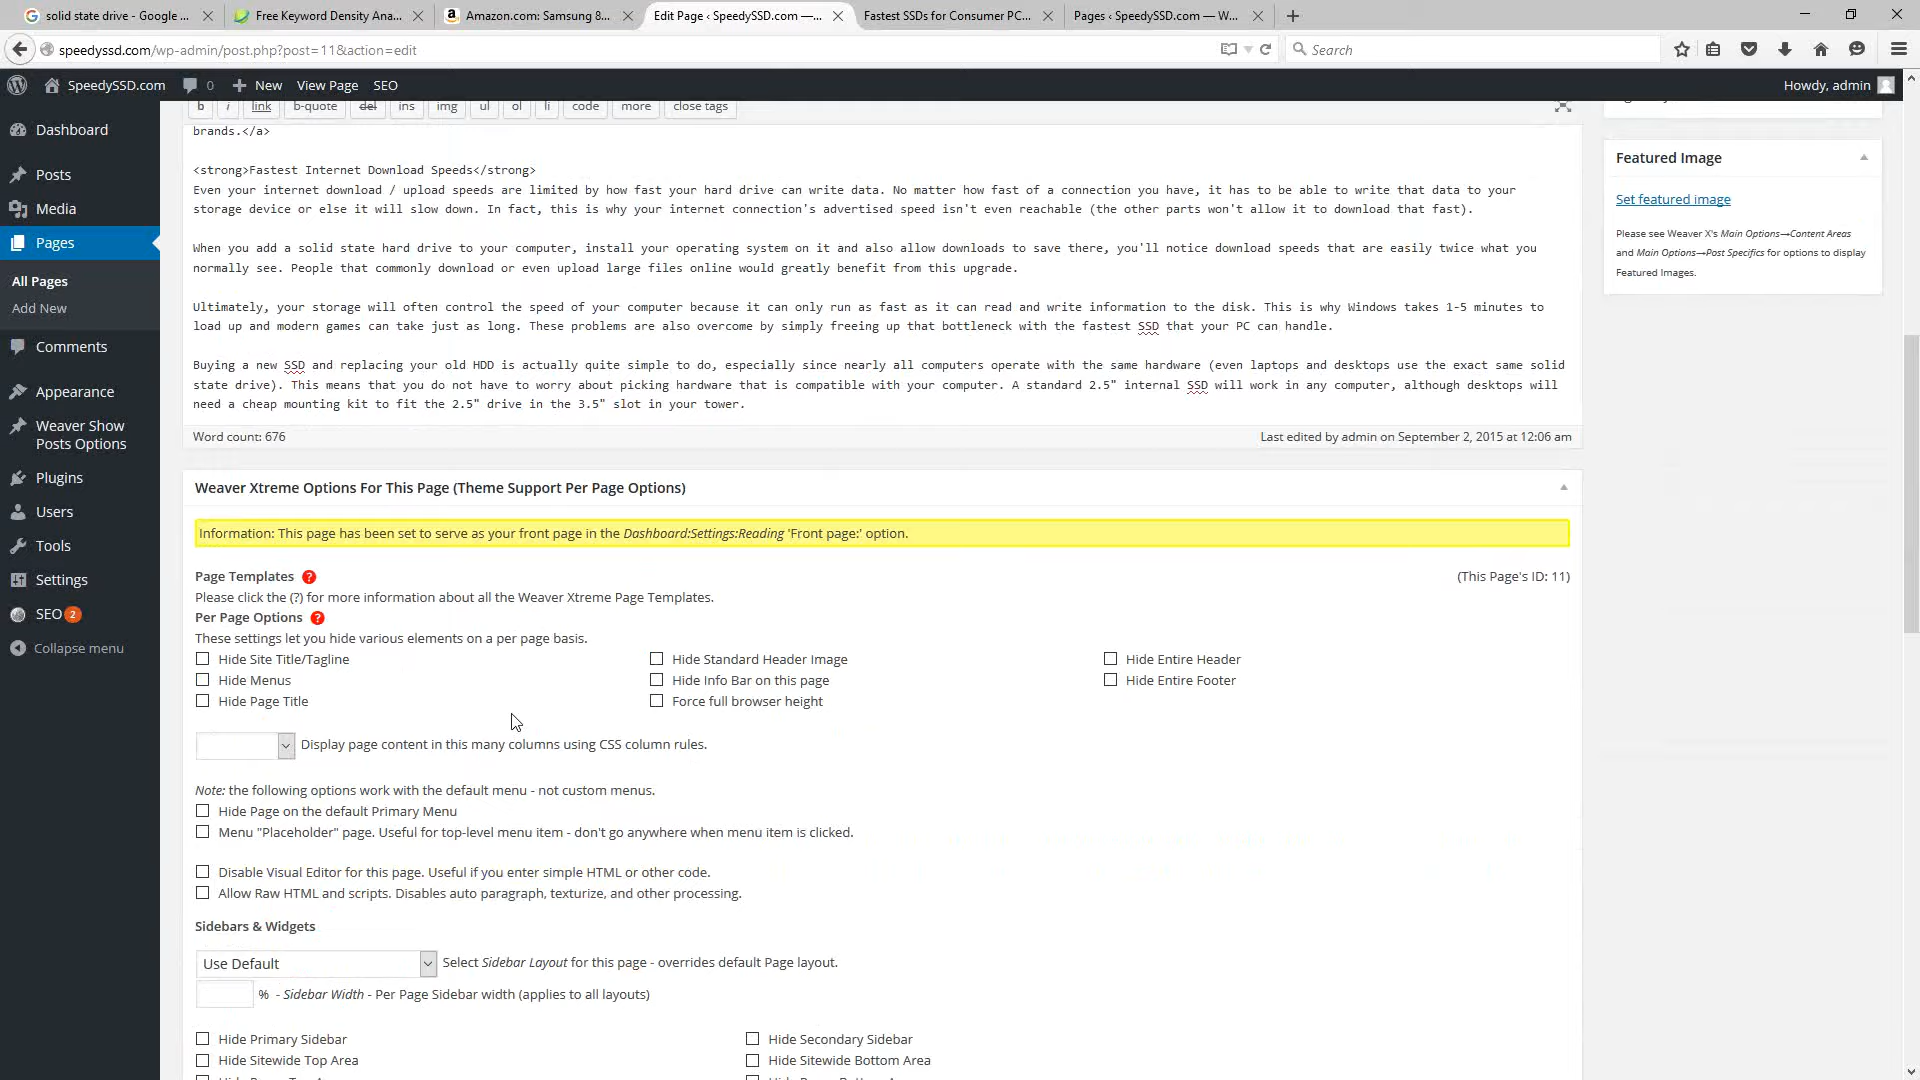 solid state drive - Google ...
Free Keyword Density Ana...
Amazon.com: Samsung 8...
Edit Page ‹ SpeedySSD.com —...
Fastest SSDs for Consumer PC...
Pages ‹ SpeedySSD.com — W...
speedyssd.com/wp-admin/post.php?post=11&action=edit
Search
SpeedySSD.com
0
New
View Page
SEO
Howdy, admin
Dashboard
Posts
Media
Pages
All Pages
Add New
Comments
Appearance
Weaver Show
Posts Options
Plugins
Users
Tools
Settings
SEO 2
Collapse menu
b
i
link
b-quote
del
ins
img
ul
ol
li
code
more
close tags
brands.</a>
<strong>Fastest Internet Download Speeds</strong>
Even your internet download / upload speeds are limited by how fast your hard drive can write data. No matter how fast of a connection you have, it has to be able to write that data to your
storage device or else it will slow down. In fact, this is why your internet connection's advertised speed isn't even reachable (the other parts won't allow it to download that fast).
When you add a solid state hard drive to your computer, install your operating system on it and also allow downloads to save there, you'll notice download speeds that are easily twice what you
normally see. People that commonly download or even upload large files online would greatly benefit from this upgrade.
Ultimately, your storage will often control the speed of your computer because it can only run as fast as it can read and write information to the disk. This is why Windows takes 1-5 minutes to
load up and modern games can take just as long. These problems are also overcome by simply freeing up that bottleneck with the fastest SSD that your PC can handle.
Buying a new SSD and replacing your old HDD is actually quite simple to do, especially since nearly all computers operate with the same hardware (even laptops and desktops use the exact same solid
state drive). This means that you do not have to worry about picking hardware that is compatible with your computer. A standard 2.5" internal SSD will work in any computer, although desktops will
need a cheap mounting kit to fit the 2.5" drive in the 3.5" slot in your tower.
Word count: 676
Last edited by admin on September 2, 2015 at 12:06 am
Weaver Xtreme Options For This Page (Theme Support Per Page Options)
Information: This page has been set to serve as your front page in the Dashboard:Settings:Reading 'Front page:' option.
Page Templates ?
(This Page's ID: 11)
Please click the (?) for more information about all the Weaver Xtreme Page Templates.
Per Page Options ?
These settings let you hide various elements on a per page basis.
Hide Site Title/Tagline
Hide Standard Header Image
Hide Entire Header
Hide Menus
Hide Info Bar on this page
Hide Entire Footer
Hide Page Title
Force full browser height
Display page content in this many columns using CSS column rules.
Note: the following options work with the default menu - not custom menus.
Hide Page on the default Primary Menu
Menu "Placeholder" page. Useful for top-level menu item - don't go anywhere when menu item is clicked.
Disable Visual Editor for this page. Useful if you enter simple HTML or other code.
Allow Raw HTML and scripts. Disables auto paragraph, texturize, and other processing.
Sidebars & Widgets
Use Default
Select Sidebar Layout for this page - overrides default Page layout.
% - Sidebar Width - Per Page Sidebar width (applies to all layouts)
Hide Primary Sidebar
Hide Secondary Sidebar
Hide Sitewide Top Area
Hide Sitewide Bottom Area
Featured Image
Set featured image
Please see Weaver X's Main Options→Content Areas
and Main Options→Post Specifics for options to display
Featured Images.